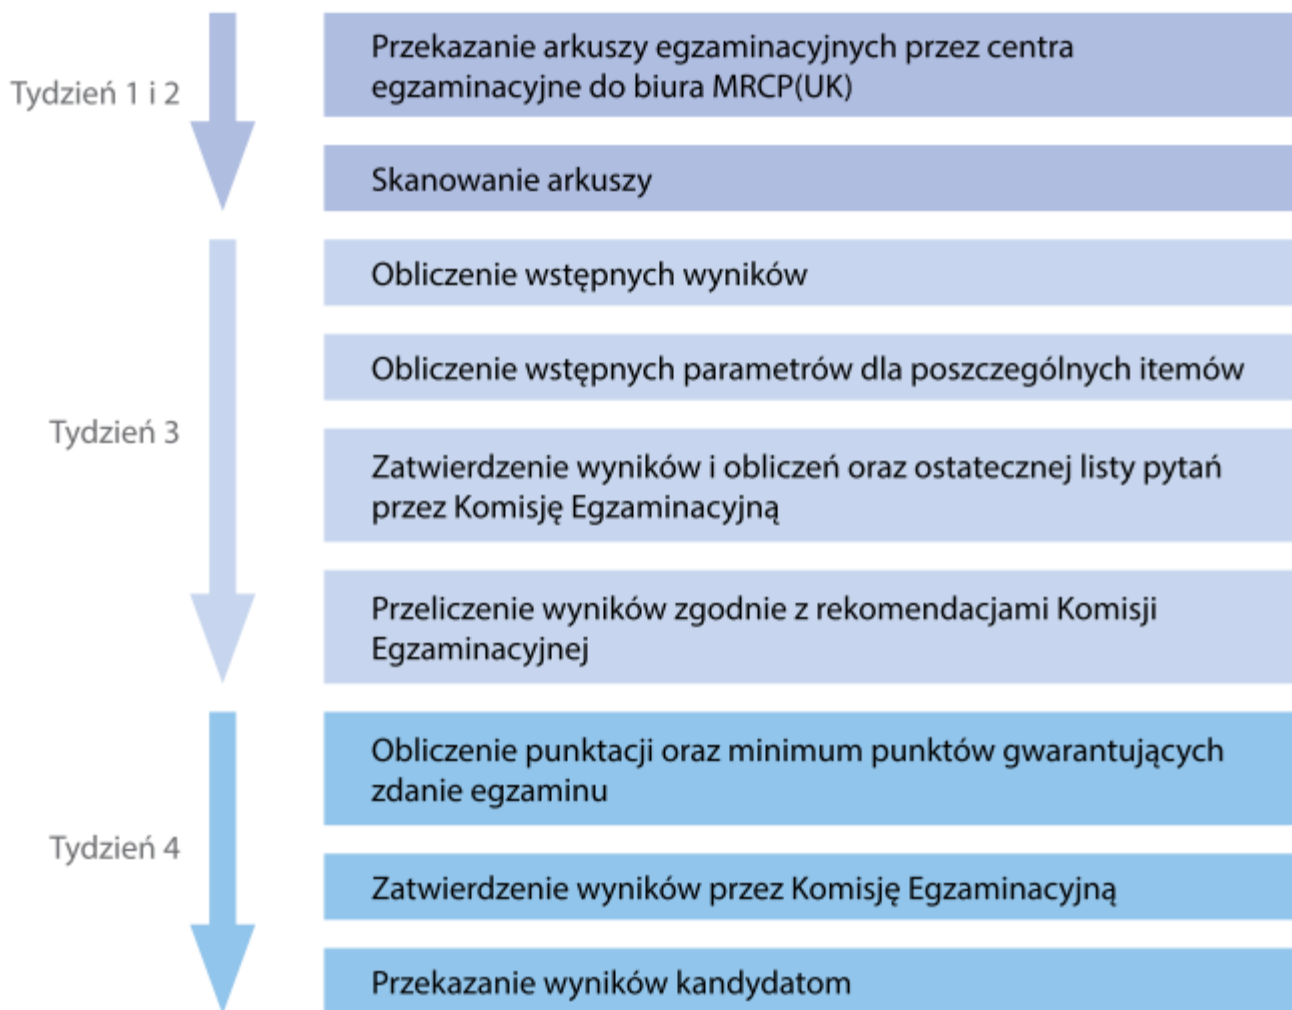 Tydzień 1 i 2
Przekazanie arkuszy egzaminacyjnych przez centra
egzaminacyjne do biura MRCP(UK)
Skanowanie arkuszy
Tydzień 3
Obliczenie wstępnych wyników
Obliczenie wstępnych parametrów dla poszczególnych itemów
Zatwierdzenie wyników i obliczeń oraz ostatecznej listy pytań
przez Komisję Egzaminacyjną
Przeliczenie wyników zgodnie z rekomendacjami Komisji
Egzaminacyjnej
Tydzień 4
Obliczenie punktacji oraz minimum punktów gwarantujących
zdanie egzaminu
Zatwierdzenie wyników przez Komisję Egzaminacyjną
Przekazanie wyników kandydatom